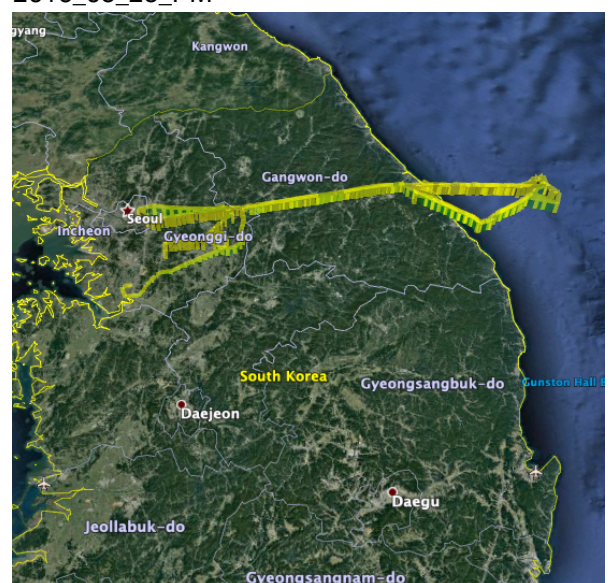 Kangwon
Gangwon-do
Seoul
Incheon
Gyeonggi-do
South Korea
Gyeongsangbuk-do
Gunston Hall
Daejeon
Daegu
Jeollabuk-do
Gyeongsangnam-do